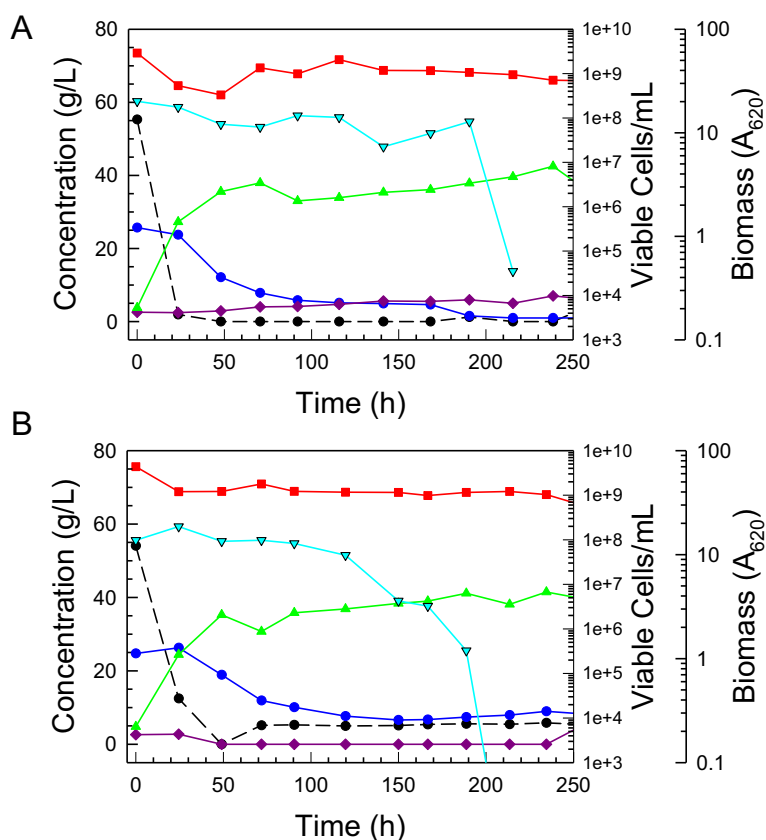 A
80
60
40
20
0
Concentration (g/L)
0 50 100 150 200 250
Time (h)
1e+10
1e+9
1e+8
1e+7
1e+6
1e+5
1e+4
1e+3
Viable Cells/mL
100
10
1
0.1
Biomass (A620)
B
80
60
40
20
0
Concentration (g/L)
0 50 100 150 200 250
Time (h)
1e+10
1e+9
1e+8
1e+7
1e+6
1e+5
1e+4
1e+3
Viable Cells/mL
100
10
1
0.1
Biomass (A620)